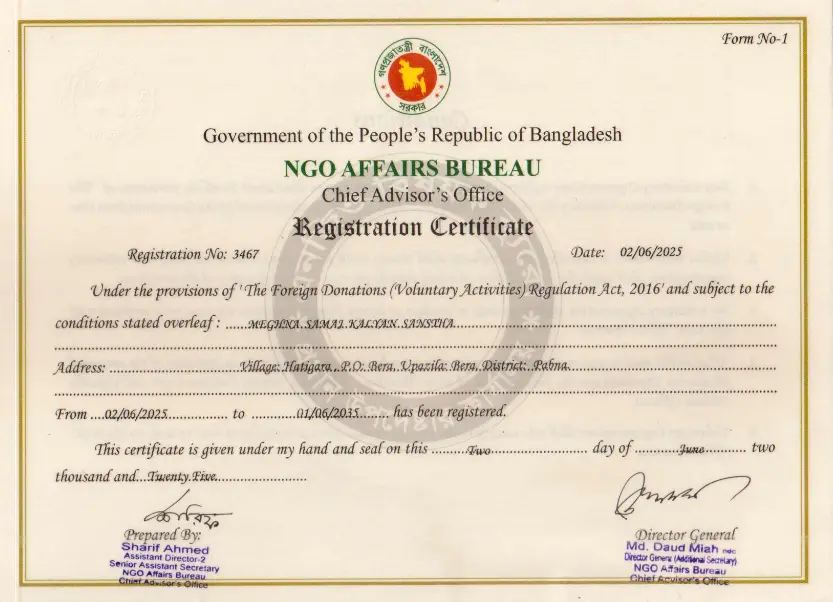 Form No-1
গণপ্রজাতন্ত্রী বাংলাদেশ
সরকার
Government of the People's Republic of Bangladesh
NGO AFFAIRS BUREAU
Chief Advisor's Office
Registration Certificate
Registration No: 3467 Date: 02/06/2025
Under the provisions of 'The Foreign Donations (Voluntary Activities) Regulation Act, 2016' and subject to the
conditions stated overleaf : ......MEGHNA SAMAJ KALYAN SANSTHA......
Address: ......Village: Hatigara, P.O: Bera, Upazila: Bera, District: Pabna......
From ....02/06/2025............... to ............01/06/2035........ has been registered.
This certificate is given under my hand and seal on this ..........Two.......................... day of ............June........... two
thousand and...Twenty Five........................
Prepared By:
Sharif Ahmed
Assistant Director-2
Senior Assistant Secretary
NGO Affairs Bureau
Chief Advisor's Office
Director General
Md. Daud Miah ndc
Director General (Additional Secretary)
NGO Affairs Bureau
Chief Advisor's Office